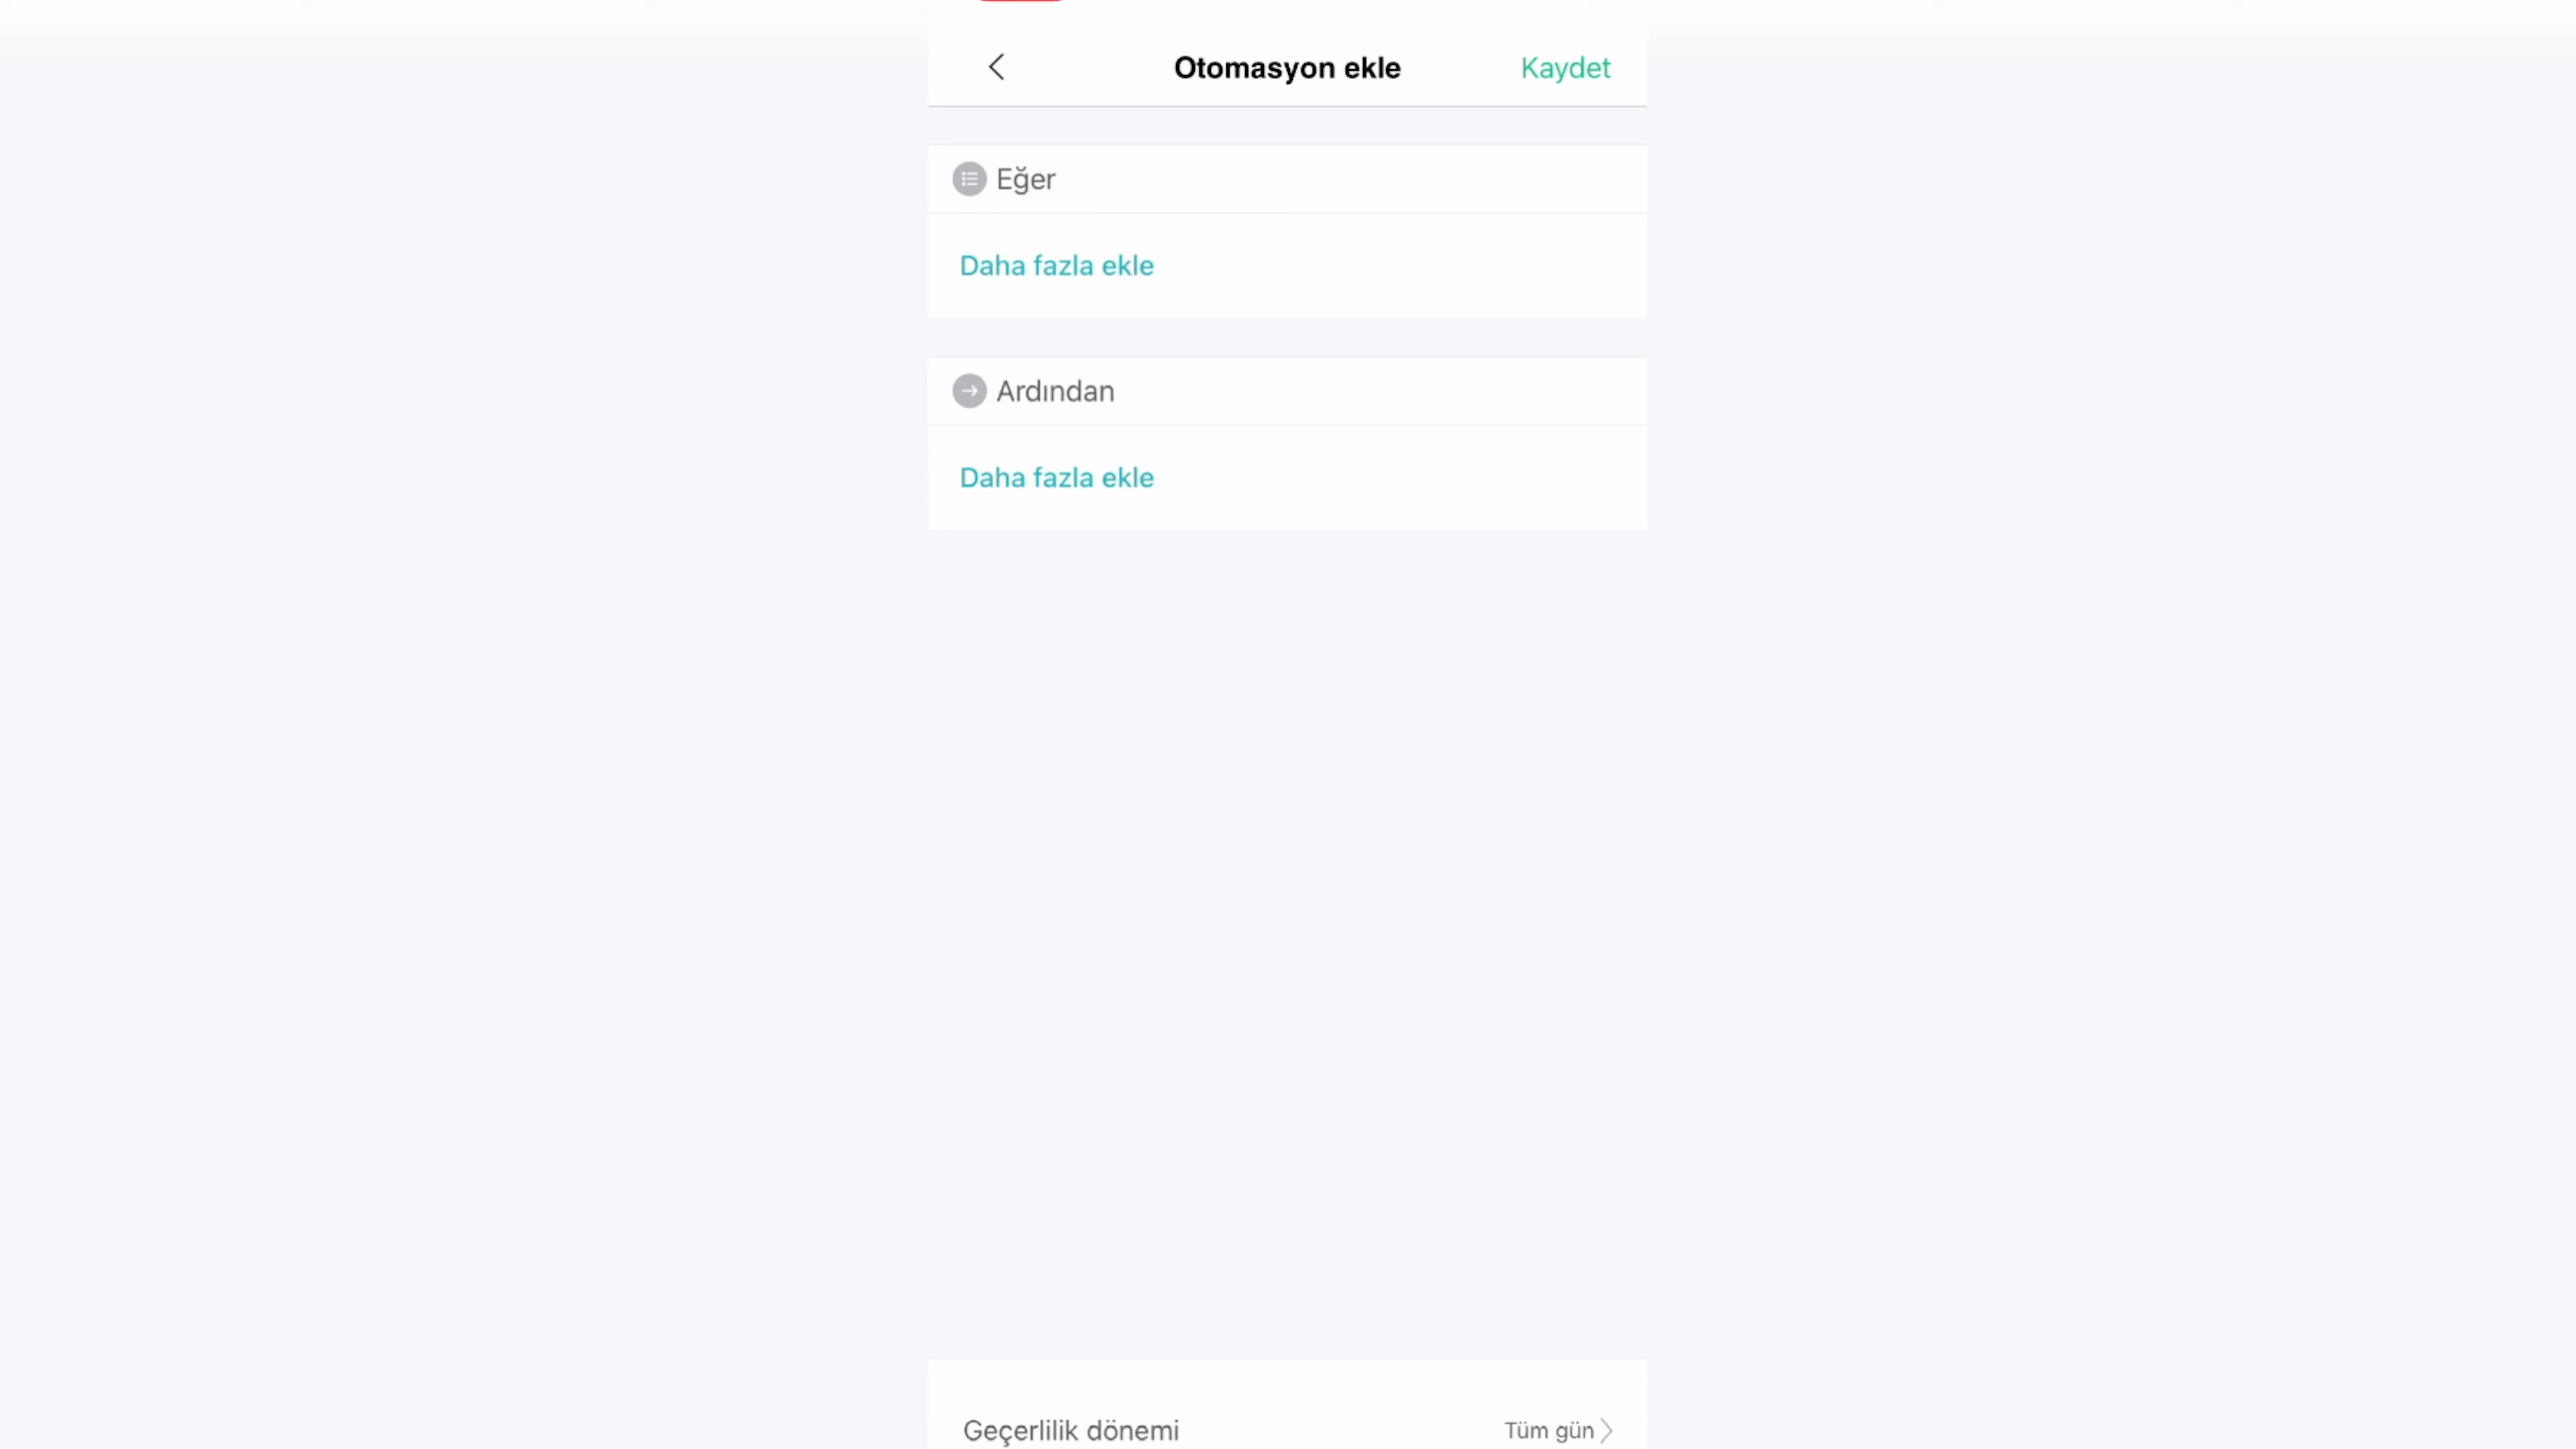 Otomasyon ekle
Kaydet
Eğer
Daha fazla ekle
Ardından
Daha fazla ekle
Geçerlilik dönemi
Tüm gün